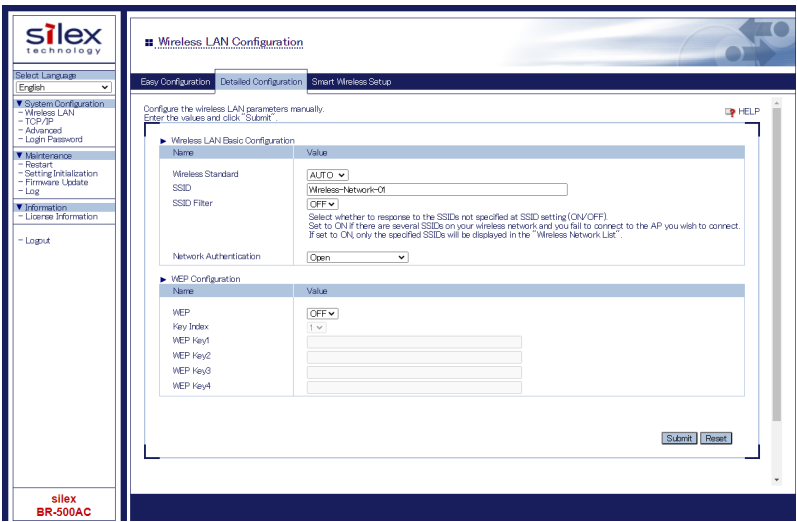 silex
technology
Select Language
English
▼ System Configuration
- Wireless LAN
- TCP/IP
- Advanced
- Login Password
▼ Maintenance
- Restart
- Setting Initialization
- Firmware Update
- Log
▼ Information
- License Information
- Logout
silex
BR-500AC
Wireless LAN Configuration
Easy Configuration Detailed Configuration Smart Wireless Setup
Configure the wireless LAN parameters manually.
Enter the values and click "Submit".
HELP
► Wireless LAN Basic Configuration
Name Value
Wireless Standard AUTO
SSID Wireless-Network-01
SSID Filter OFF
Select whether to response to the SSIDs not specified at SSID setting (ON/OFF).
Set to ON if there are several SSIDs on your wireless network and you fail to connect to the AP you wish to connect.
If set to ON, only the specified SSIDs will be displayed in the "Wireless Network List".
Network Authentication Open
► WEP Configuration
Name Value
WEP OFF
Key Index 1
WEP Key1
WEP Key2
WEP Key3
WEP Key4
Submit Reset